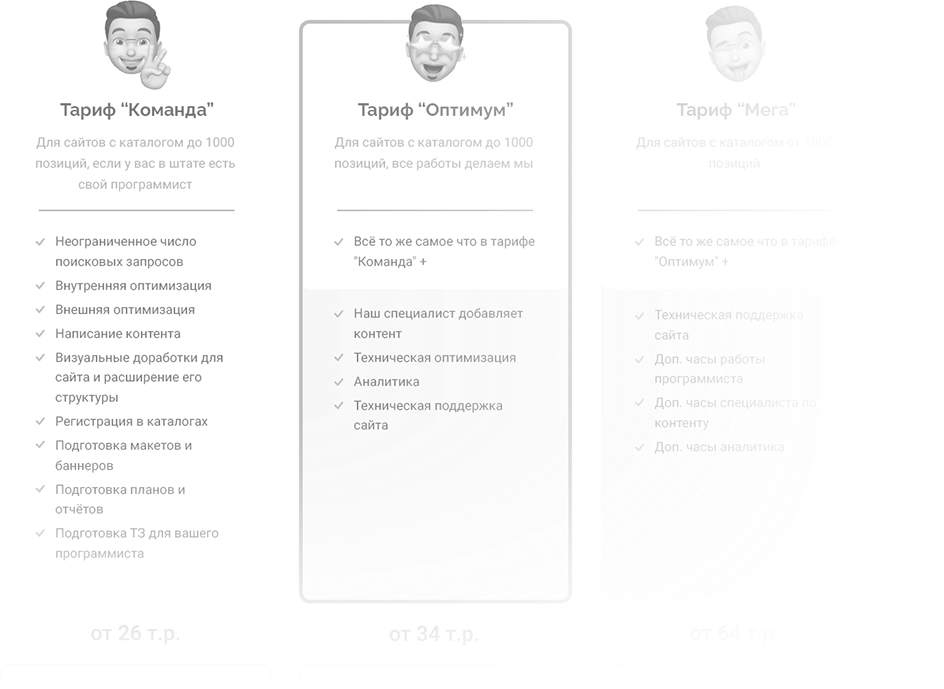 Тариф “Команда”
Для сайтов с каталогом до 1000
позиций, если у вас в штате есть
свой программист
Неограниченное число
поисковых запросов
Внутренняя оптимизация
Внешняя оптимизация
Написание контента
Визуальные доработки для
сайта и расширение его
структуры
Регистрация в каталогах
Подготовка макетов и
баннеров
Подготовка планов и
отчётов
Подготовка ТЗ для вашего
программиста
от 26 т.р.
Тариф “Оптимум”
Для сайтов с каталогом до 1000
позиций, все работы делаем мы
Всё то же самое что в тарифе
"Команда" +
Наш специалист добавляет
контент
Техническая оптимизация
Аналитика
Техническая поддержка
сайта
от 34 т.р.
Тариф “Мега”
Для сайтов с каталогом от 1000
позиций
Всё то же самое что в тарифе
"Оптимум" +
Техническая поддержка
сайта
Доп. часы работы
программиста
Доп. часы специалиста по
контенту
Доп. часы аналитика
от 64 т.р.